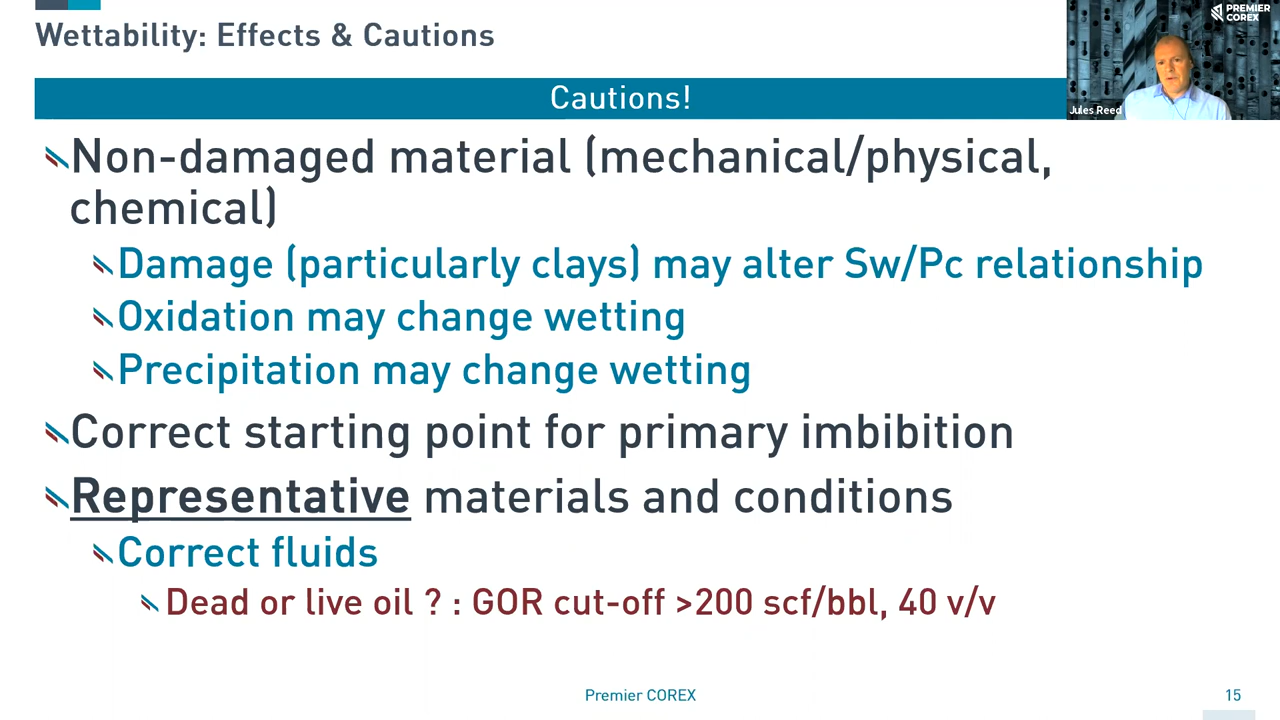 Wettability: Effects & Cautions
PREMIER
COREX
Cautions!
Jules Reed
Non-damaged material (mechanical/physical,
chemical)
Damage (particularly clays) may alter Sw/Pc relationship
Oxidation may change wetting
Precipitation may change wetting
Correct starting point for primary imbibition
Representative materials and conditions
Correct fluids
Dead or live oil ? : GOR cut-off >200 scf/bbl, 40 v/v
Premier COREX
15